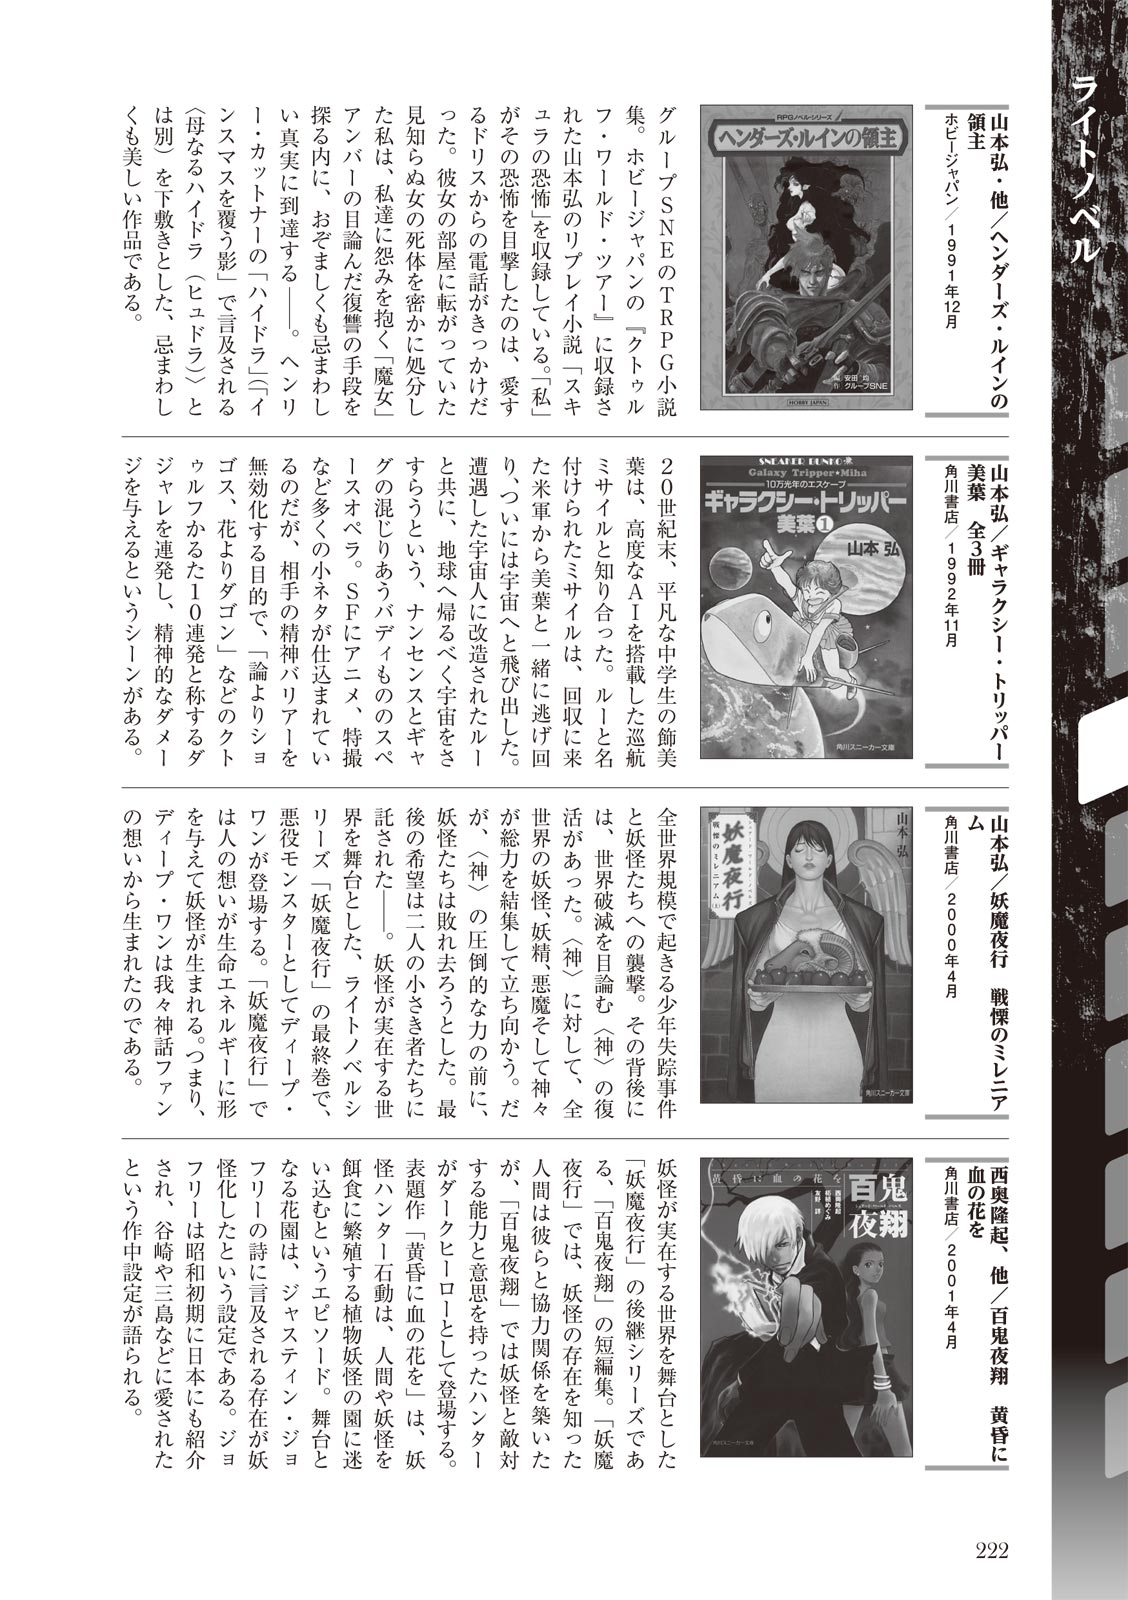 ライトノベル
山本弘・他／ヘンダーズ・ルインの
領主
ホビージャパン／1991年12月
RPGノベル・シリーズ
ヘンダーズ・ルインの領主
編 安田 均
作 グループSNE
HOBBY JAPAN
グループSNEのTRPG小説
集。ホビージャパンの『クトゥル
フ・ワールド・ツアー』に収録さ
れた山本弘のリプレイ小説「スキ
ュラの恐怖」を収録している。「私」
がその恐怖を目撃したのは、愛す
るドリスからの電話がきっかけだ
った。彼女の部屋に転がっていた
見知らぬ女の死体を密かに処分し
た私は、私達に怨みを抱く「魔女」
アンバーの目論んだ復讐の手段を
探る内に、おぞましくも忌まわし
い真実に到達する――。ヘンリ
ー・カットナーの「ハイドラ」（「イ
ンスマスを覆う影」で言及される
〈母なるハイドラ（ヒュドラ）〉と
は別）を下敷きとした、忌まわし
くも美しい作品である。
山本弘／ギャラクシー・トリッパー
美葉　全3冊
角川書店／1992年11月
SNEAKER BUNKO
Galaxy Tripper★Miha
10万光年のエスケープ
ギャラクシー・トリッパー
美葉①
山本 弘
角川スニーカー文庫
20世紀末、平凡な中学生の飾美
葉は、高度なAIを搭載した巡航
ミサイルと知り合った。ルーと名
付けられたミサイルは、回収に来
た米軍から美葉と一緒に逃げ回
り、ついには宇宙へと飛び出した。
遭遇した宇宙人に改造されたルー
と共に、地球へ帰るべく宇宙をさ
すらうという、ナンセンスとギャ
グの混じりあうバディもののスペ
ースオペラ。SFにアニメ、特撮
など多くの小ネタが仕込まれてい
るのだが、相手の精神バリアーを
無効化する目的で、「論よりショ
ゴス、花よりダゴン」などのクト
ゥルフかるた10連発と称するダ
ジャレを連発し、精神的なダメー
ジを与えるというシーンがある。
山本弘／妖魔夜行　戦慄のミレニア
ム
角川書店／2000年4月
山本 弘
妖魔夜行
戦慄のミレニアム（上）
角川スニーカー文庫
全世界規模で起きる少年失踪事件
と妖怪たちへの襲撃。その背後に
は、世界破滅を目論む〈神〉の復
活があった。〈神〉に対して、全
世界の妖怪、妖精、悪魔そして神々
が総力を結集して立ち向かう。だ
が、〈神〉の圧倒的な力の前に、
妖怪たちは敗れ去ろうとした。最
後の希望は二人の小さき者たちに
託された――。妖怪が実在する世
界を舞台とした、ライトノベルシ
リーズ「妖魔夜行」の最終巻で、
悪役モンスターとしてディープ・
ワンが登場する。「妖魔夜行」で
は人の想いが生命エネルギーに形
を与えて妖怪が生まれる。つまり、
ディープ・ワンは我々神話ファン
の想いから生まれたのである。
西奥隆起、他／百鬼夜翔　黄昏に
血の花を
角川書店／2001年4月
黄昏に血の花を
百鬼夜翔
西奥隆起
友野 詳
角川スニーカー文庫
妖怪が実在する世界を舞台とした
「妖魔夜行」の後継シリーズであ
る、「百鬼夜翔」の短編集。「妖魔
夜行」では、妖怪の存在を知った
人間は彼らと協力関係を築いた
が、「百鬼夜翔」では妖怪と敵対
する能力と意思を持ったハンター
がダークヒーローとして登場する。
表題作「黄昏に血の花を」は、妖
怪ハンター石動は、人間や妖怪を
餌食に繁殖する植物妖怪の園に迷
い込むというエピソード。舞台と
なる花園は、ジャスティン・ジョ
フリーの詩に言及される存在が妖
怪化したという設定である。ジョ
フリーは昭和初期に日本にも紹介
され、谷崎や三島などに愛された
という作中設定が語られる。
222